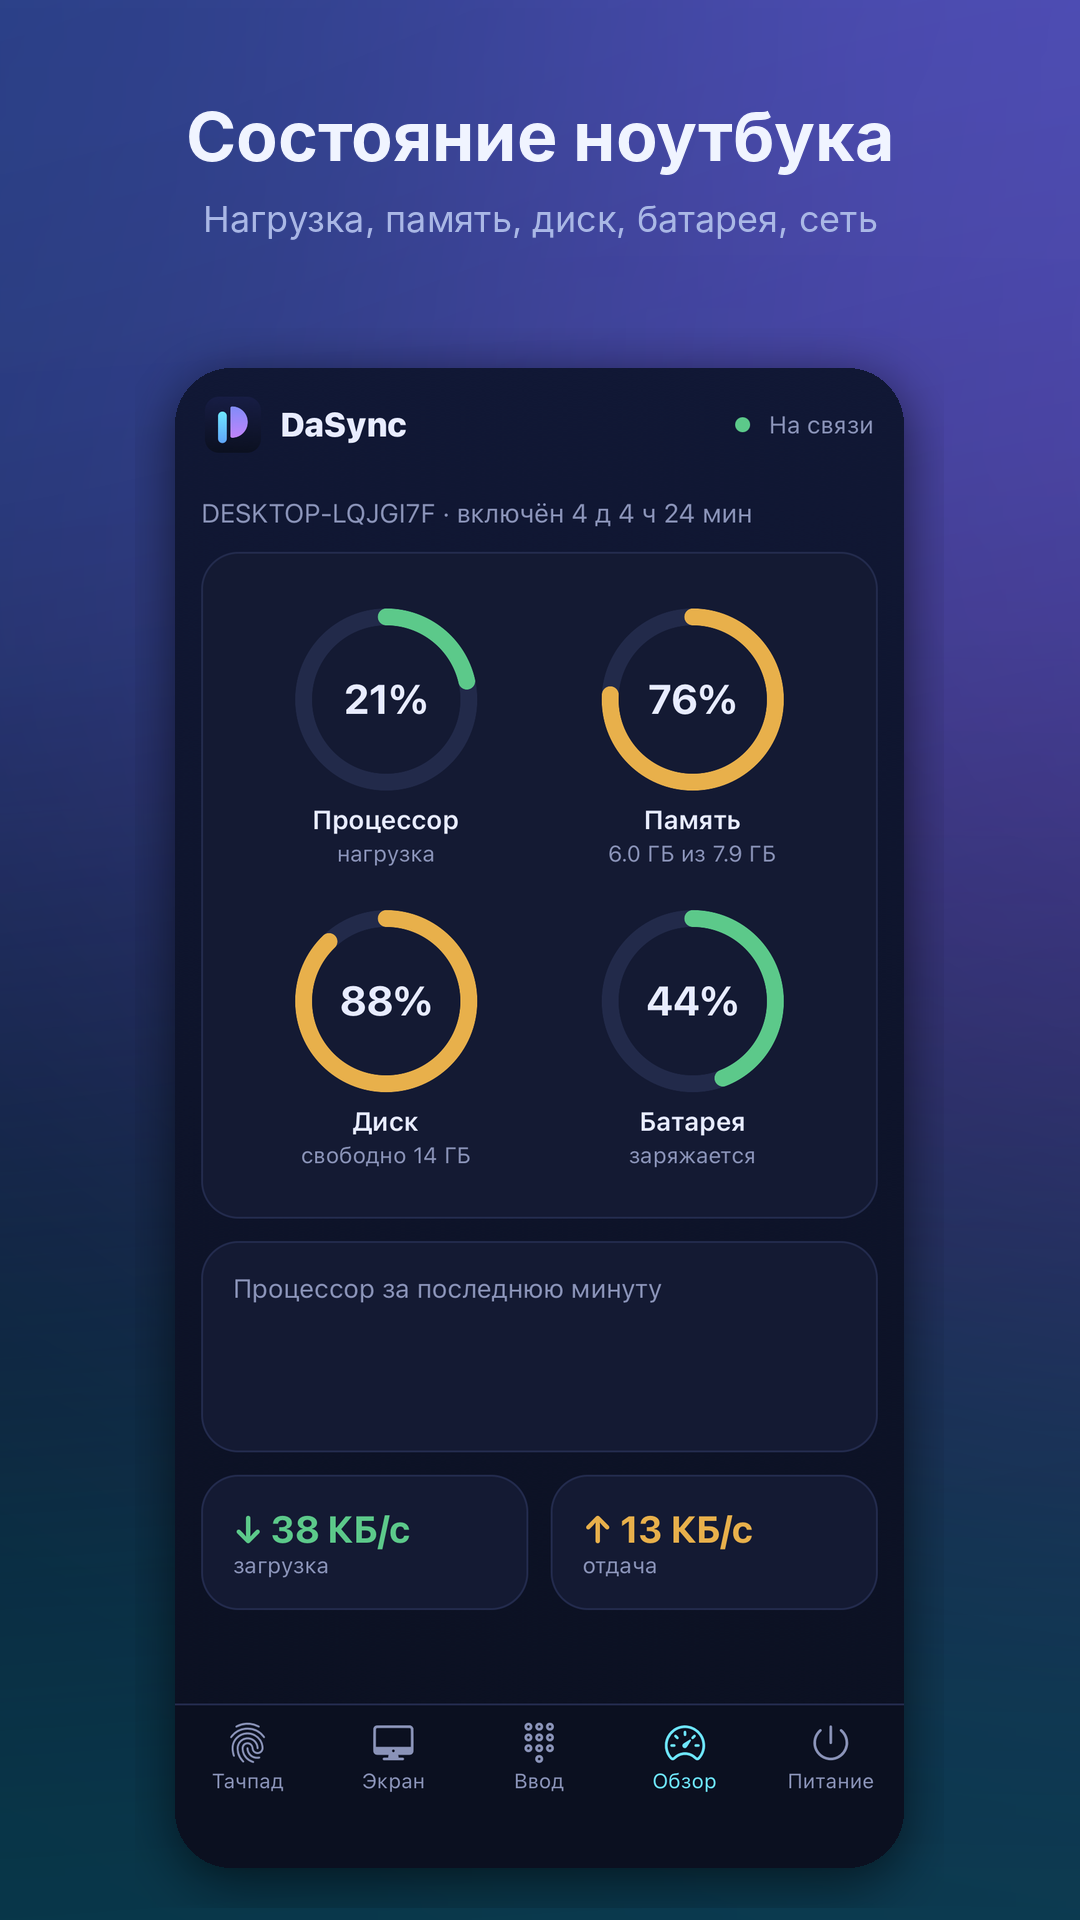 Состояние ноутбука
Нагрузка, память, диск, батарея, сеть
DaSync
На связи
DESKTOP-LQJGI7F · включён 4 д 4 ч 24 мин
21%
76%
Процессор
Память
нагрузка
6.0 ГБ из 7.9 ГБ
88%
44%
Диск
Батарея
свободно 14 ГБ
заряжается
Процессор за последнюю минуту
↓ 38 КБ/с
↑ 13 КБ/с
загрузка
отдача
Тачпад
Экран
Ввод
Обзор
Питание